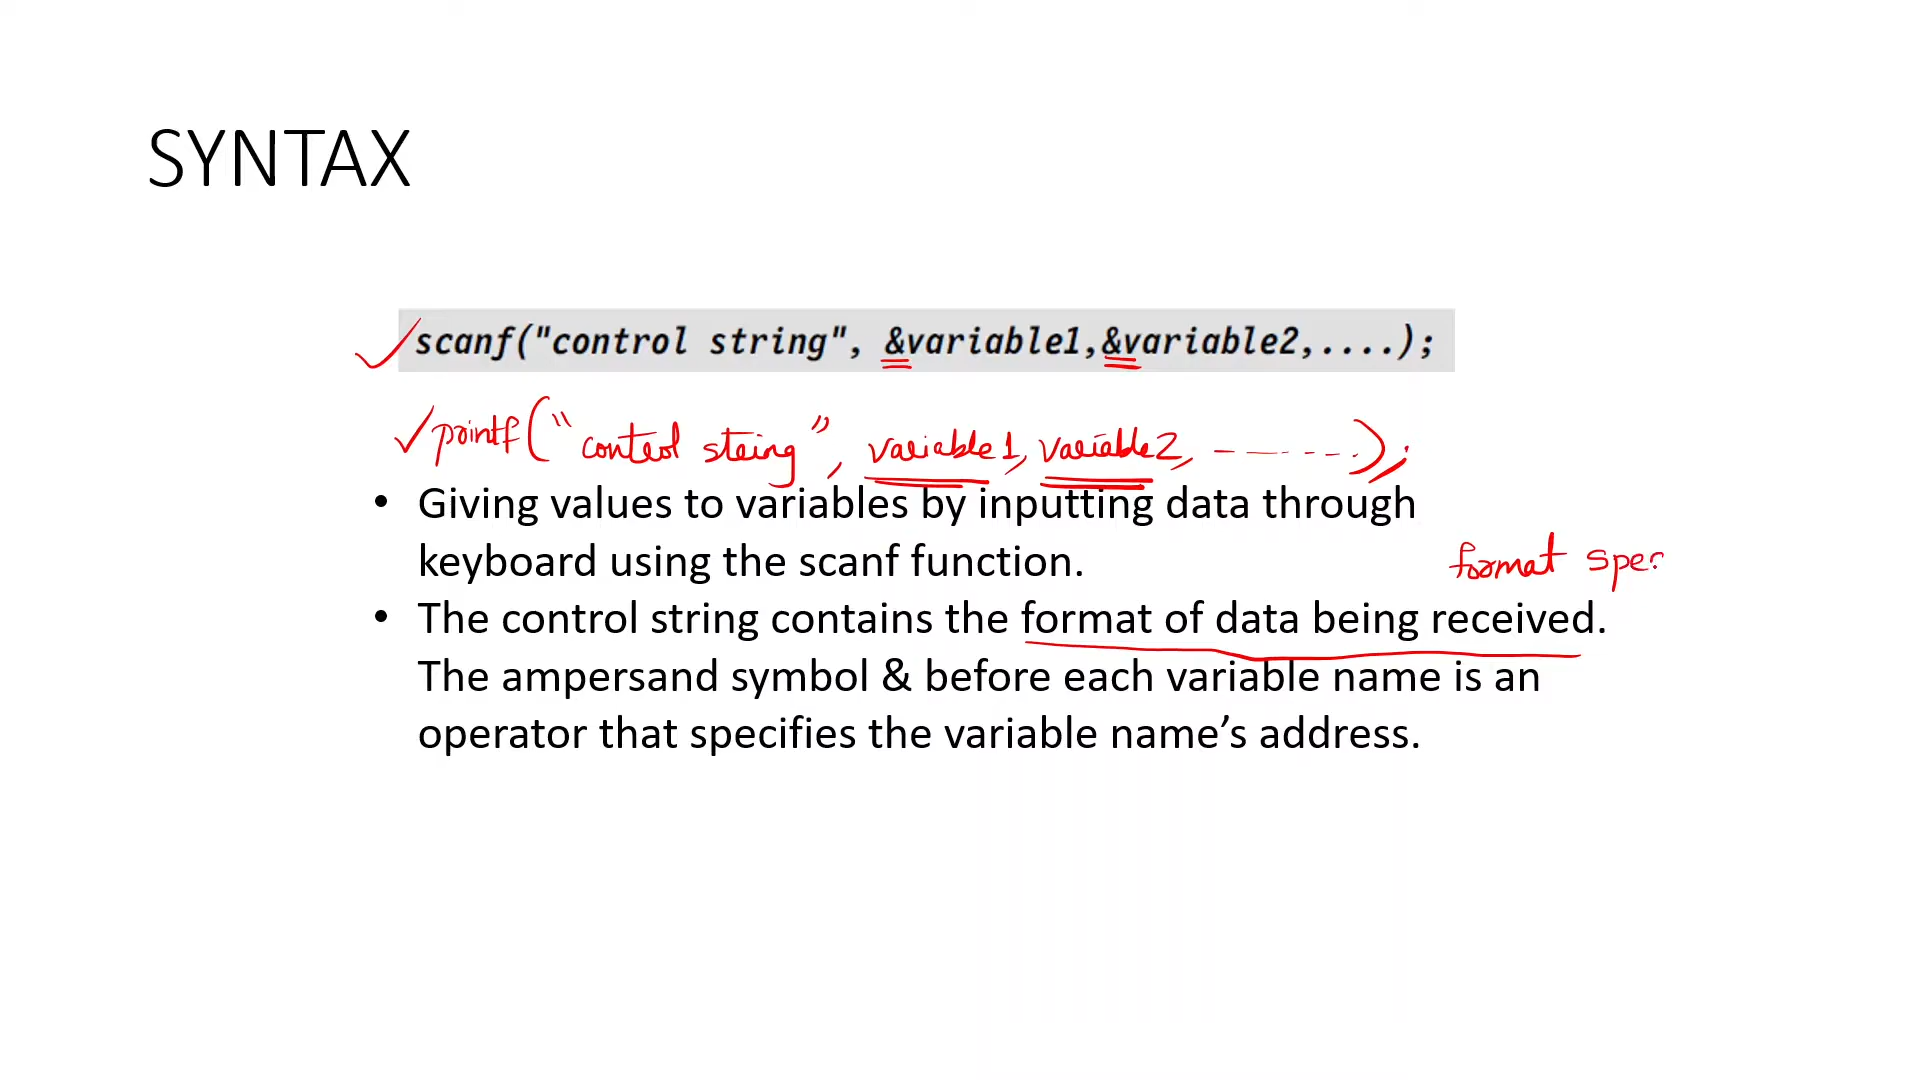 SYNTAX
scanf("control string", &variable1,&variable2,....);
printf("control string", variable1, variable2, - - - - - - -);
• Giving values to variables by inputting data through
keyboard using the scanf function.
format spec
• The control string contains the format of data being received.
The ampersand symbol & before each variable name is an
operator that specifies the variable name’s address.